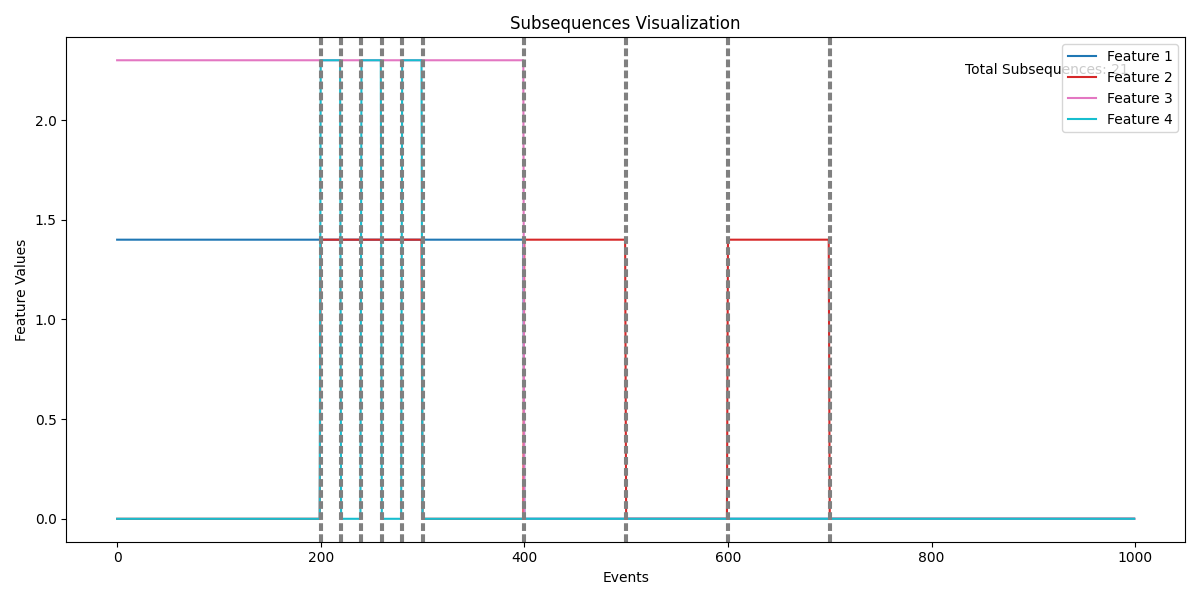 Subsequences Visualization
Total Subsequences: 21
Feature 1
Feature 2
Feature 3
Feature 4
Feature Values
2.0
1.5
1.0
0.5
0.0
0 200 400 600 800 1000
Events